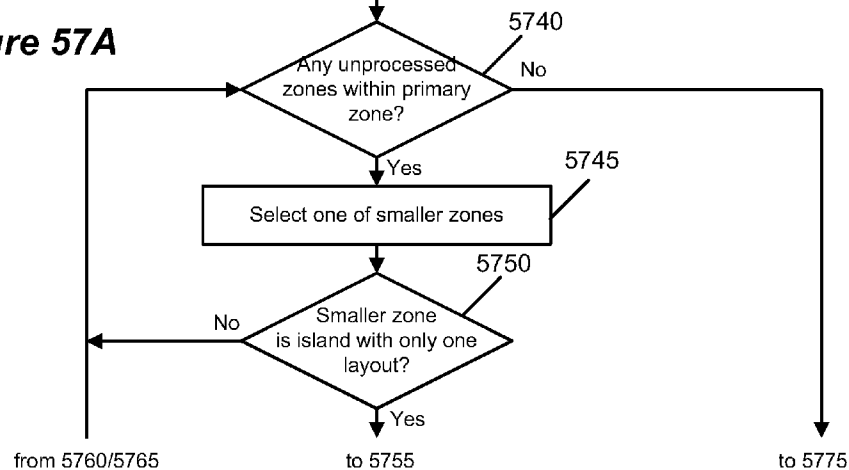 re 57A
5740
Any unprocessed
zones within primary
zone?
No
Yes
5745
Select one of smaller zones
5750
Smaller zone
is island with only one
layout?
No
Yes
from 5760/5765
to 5755
to 5775